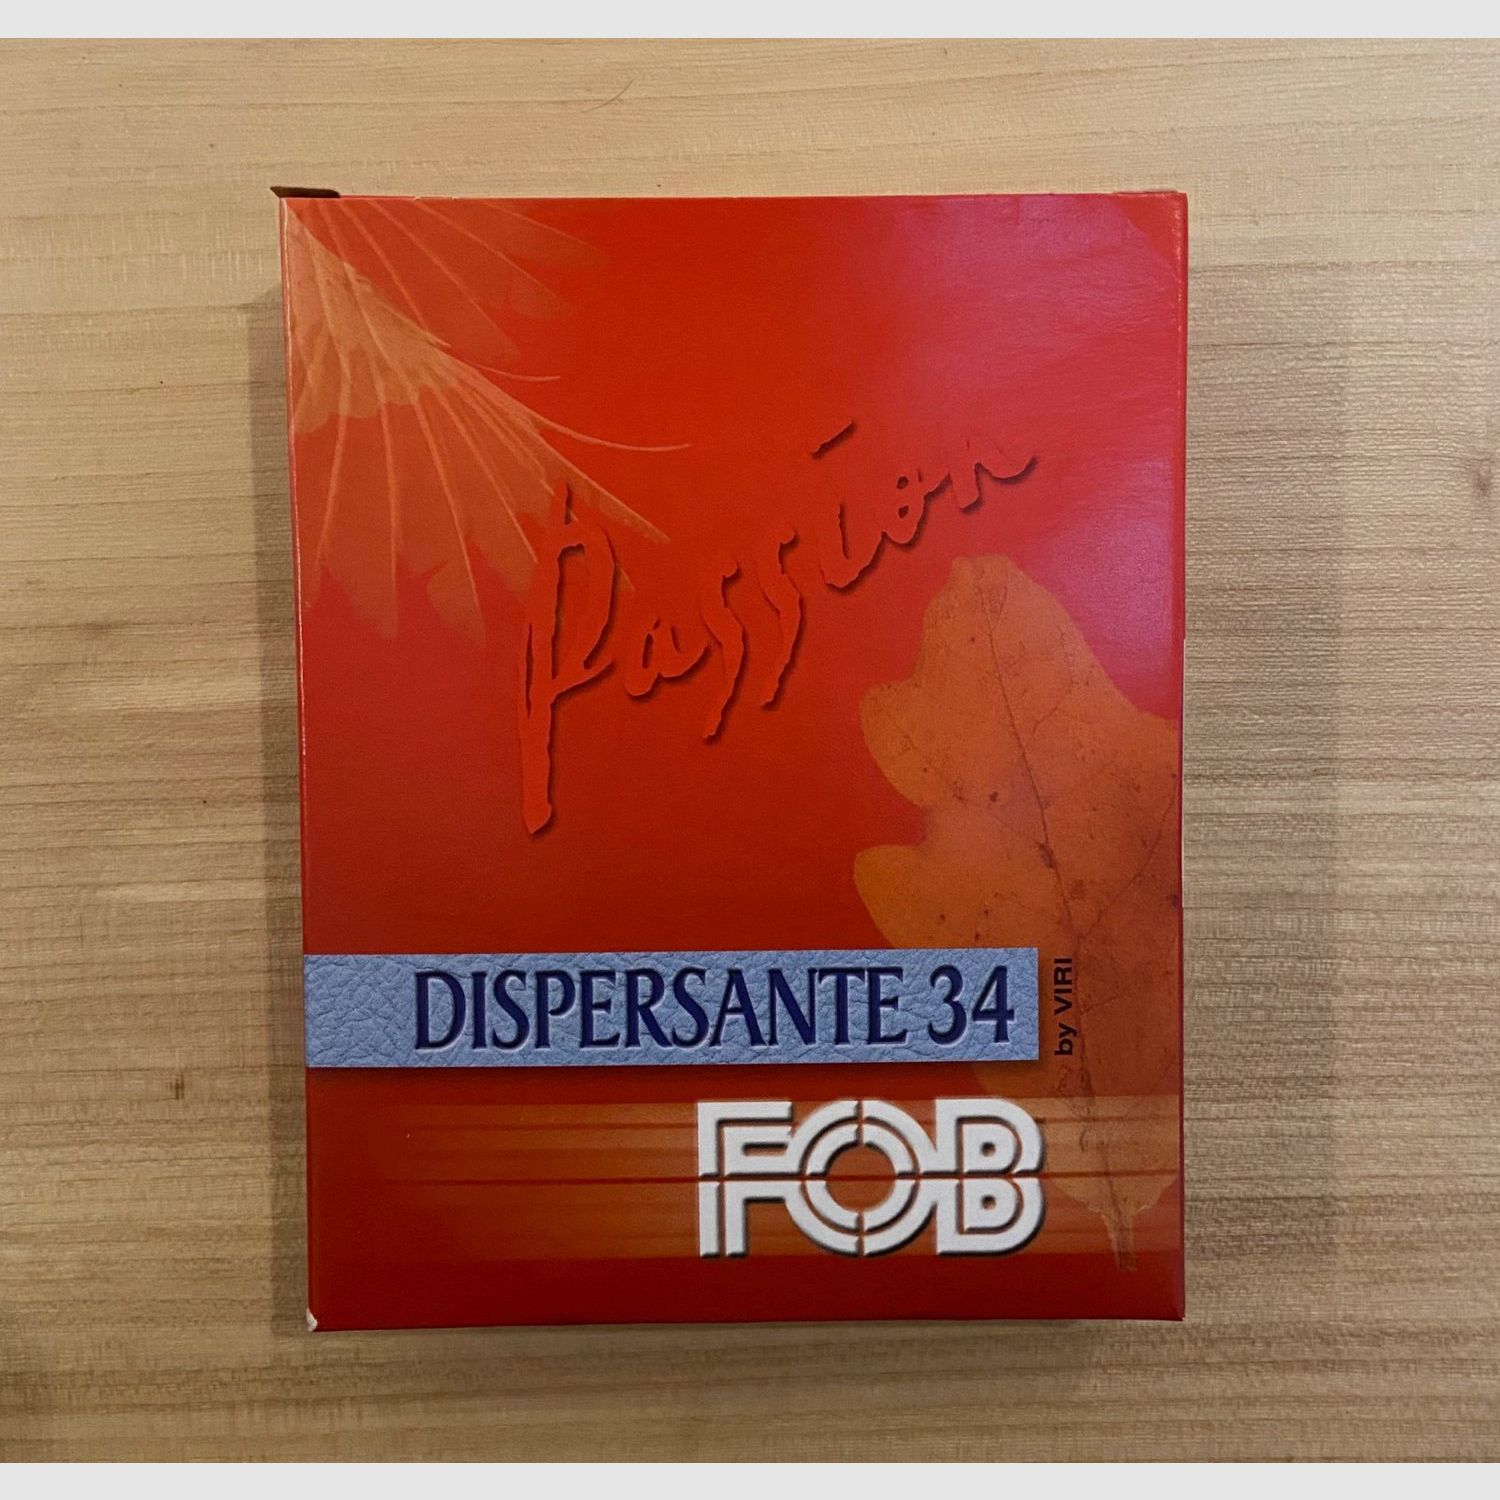 Passion
DISPERSANTE 34
by VIRI
FOB